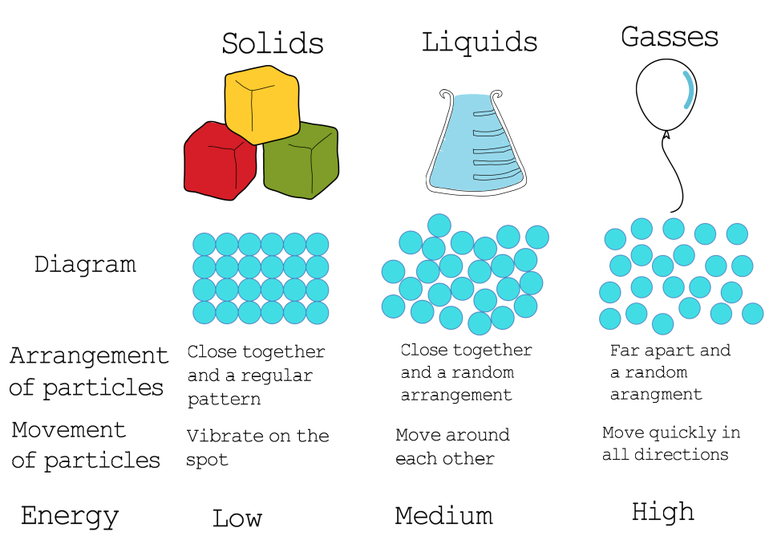 Solids
Liquids
Gasses
Diagram
Arrangement
of particles
Close together
and a regular
pattern
Close together
and a random
arrangement
Far apart and
a random
arangment
Movement
of particles
Vibrate on the
spot
Move around
each other
Move quickly in
all directions
Energy
Low
Medium
High